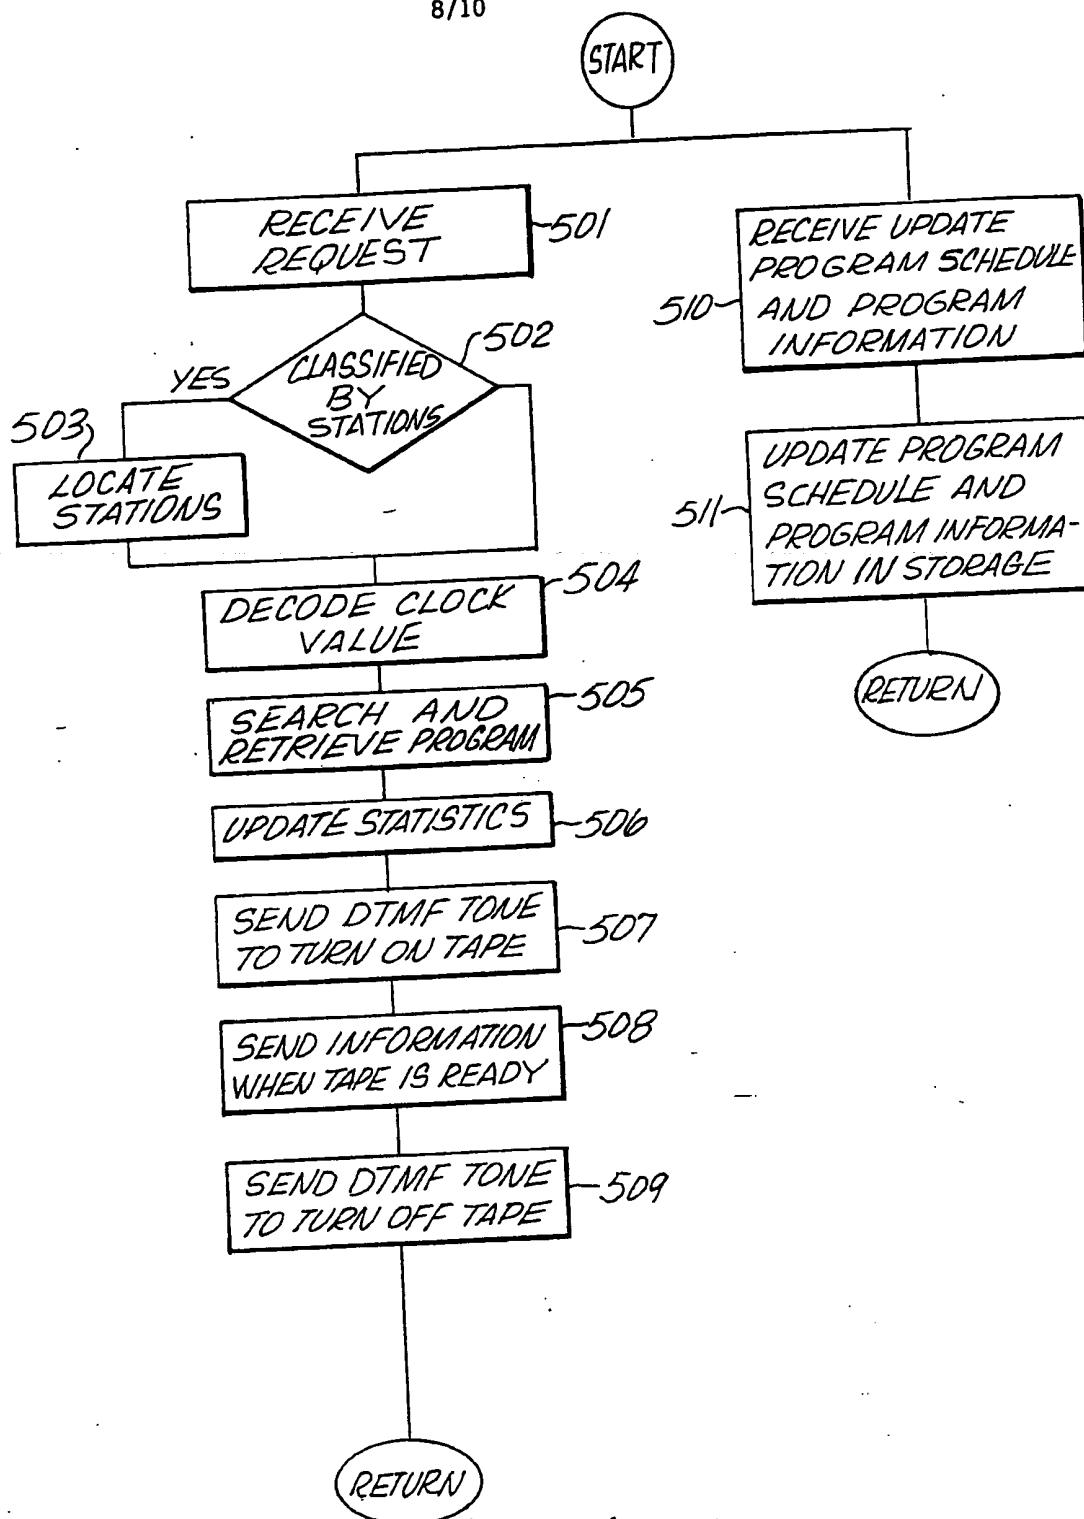 8/10
START
RECEIVE
REQUEST
501
CLASSIFIED
BY
STATIONS
502
YES
503
LOCATE
STATIONS
DECODE CLOCK
VALUE
504
SEARCH AND
RETRIEVE PROGRAM
505
UPDATE STATISTICS
506
SEND DTMF TONE
TO TURN ON TAPE
507
SEND INFORMATION
WHEN TAPE IS READY
508
SEND DTMF TONE
TO TURN OFF TAPE
509
RETURN
RECEIVE UPDATE
PROGRAM SCHEDULE
AND PROGRAM
INFORMATION
510
UPDATE PROGRAM
SCHEDULE AND
PROGRAM INFORMA-
TION IN STORAGE
511
RETURN